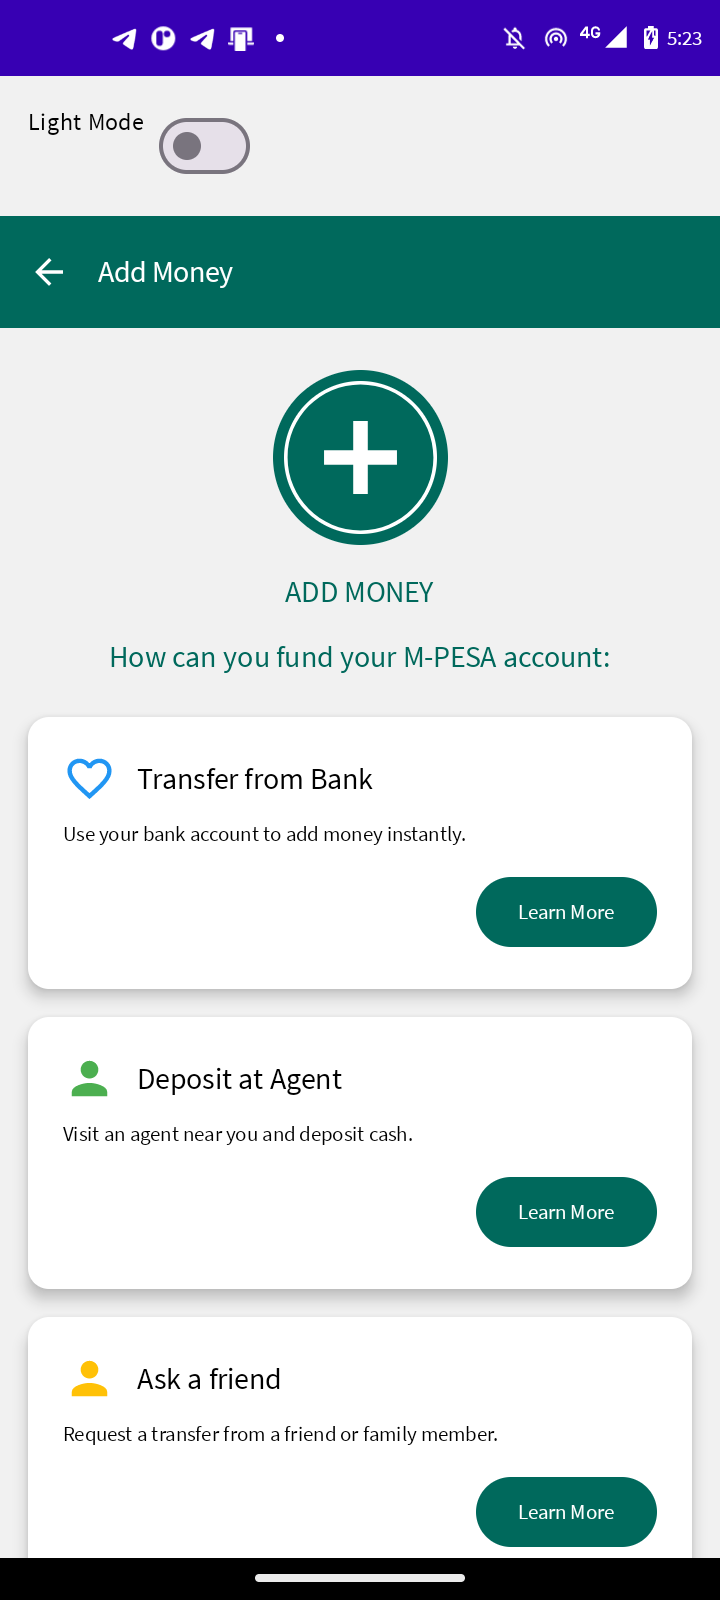 4G 5:23
Light Mode
Add Money
ADD MONEY
How can you fund your M-PESA account:
Transfer from Bank
Use your bank account to add money instantly.
Learn More
Deposit at Agent
Visit an agent near you and deposit cash.
Learn More
Ask a friend
Request a transfer from a friend or family member.
Learn More